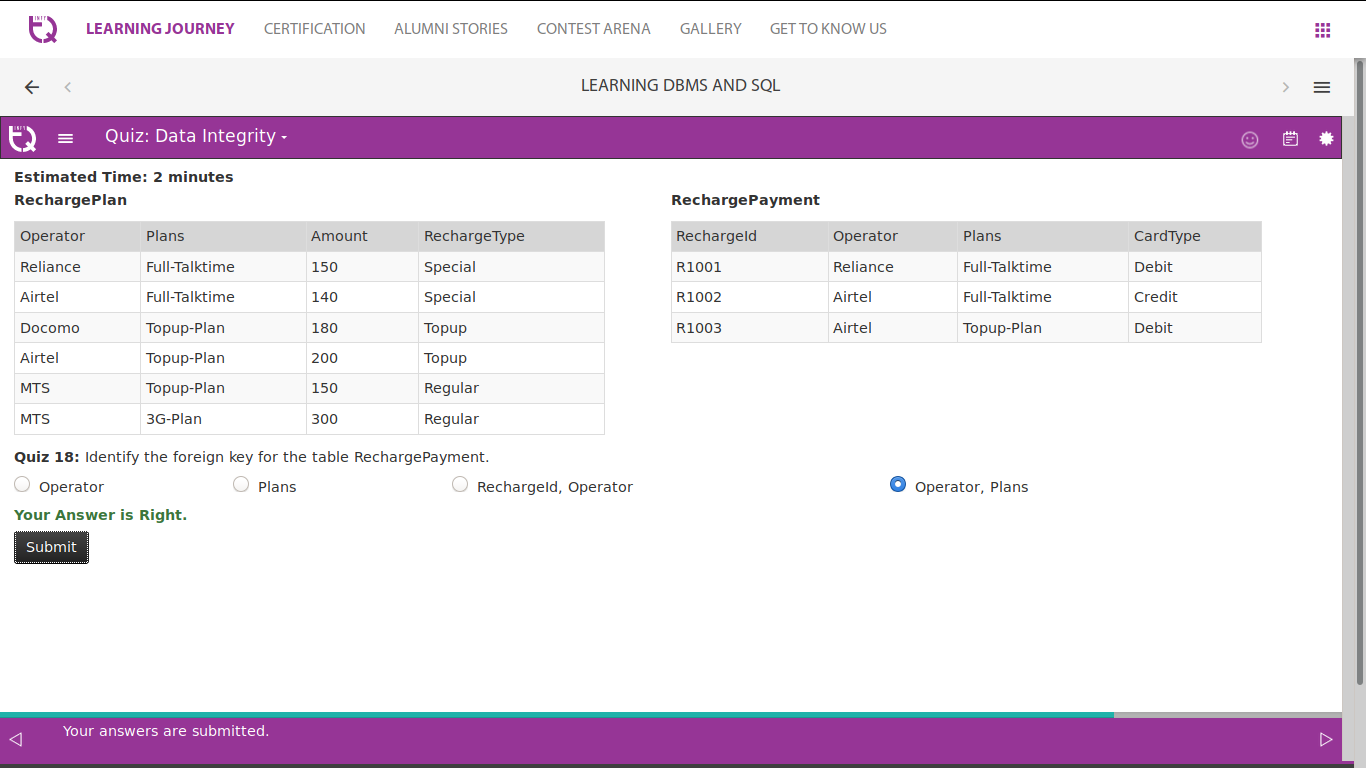 INFY TQ LEARNING JOURNEY CERTIFICATION ALUMNI STORIES CONTEST ARENA GALLERY GET TO KNOW US
LEARNING DBMS AND SQL
INFY TQ Quiz: Data Integrity
Estimated Time: 2 minutes
RechargePlan
Operator Plans Amount RechargeType
Reliance Full-Talktime 150 Special
Airtel Full-Talktime 140 Special
Docomo Topup-Plan 180 Topup
Airtel Topup-Plan 200 Topup
MTS Topup-Plan 150 Regular
MTS 3G-Plan 300 Regular
RechargePayment
RechargeId Operator Plans CardType
R1001 Reliance Full-Talktime Debit
R1002 Airtel Full-Talktime Credit
R1003 Airtel Topup-Plan Debit
Quiz 18: Identify the foreign key for the table RechargePayment.
Operator Plans RechargeId, Operator Operator, Plans
Your Answer is Right.
Submit
Your answers are submitted.